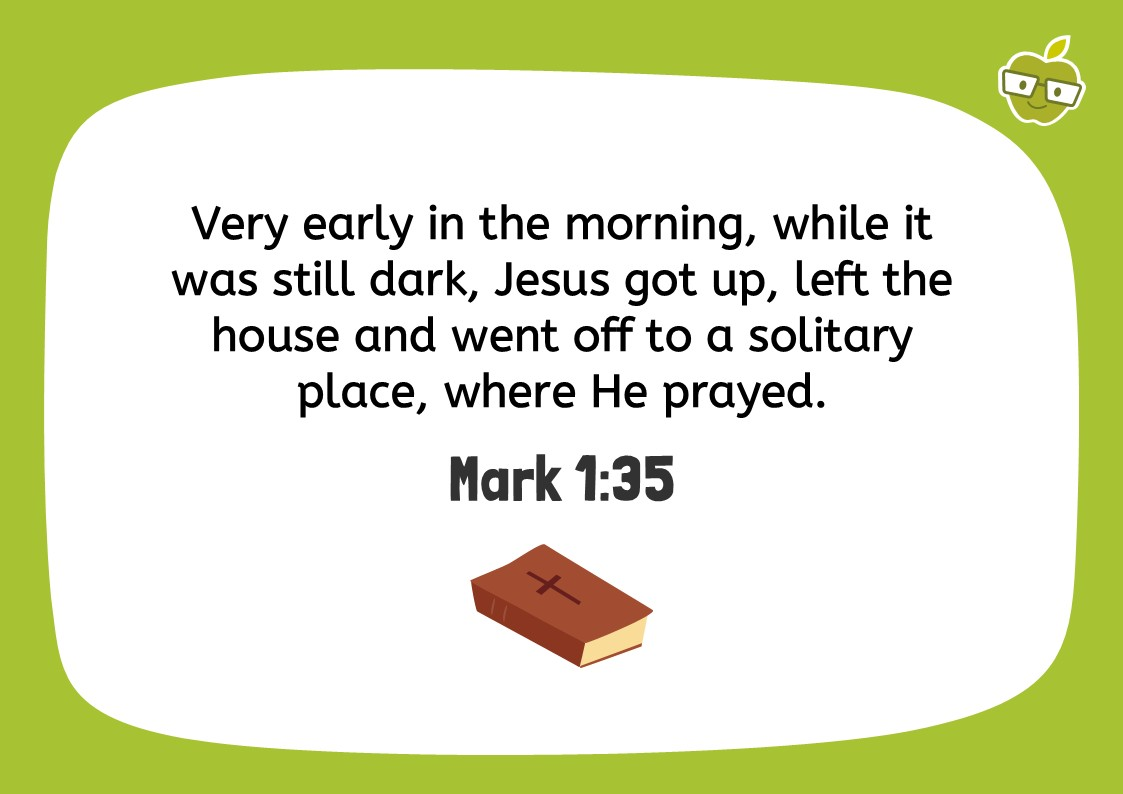 Very early in the morning, while it
was still dark, Jesus got up, left the
house and went off to a solitary
place, where He prayed.
Mark 1:35